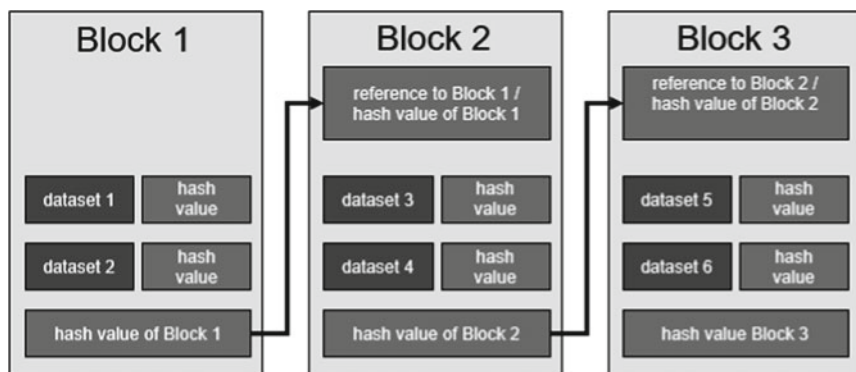 Block 1
dataset 1
hash
value
dataset 2
hash
value
hash value of Block 1
Block 2
reference to Block 1 /
hash value of Block 1
dataset 3
hash
value
dataset 4
hash
value
hash value of Block 2
Block 3
reference to Block 2 /
hash value of Block 2
dataset 5
hash
value
dataset 6
hash
value
hash value Block 3